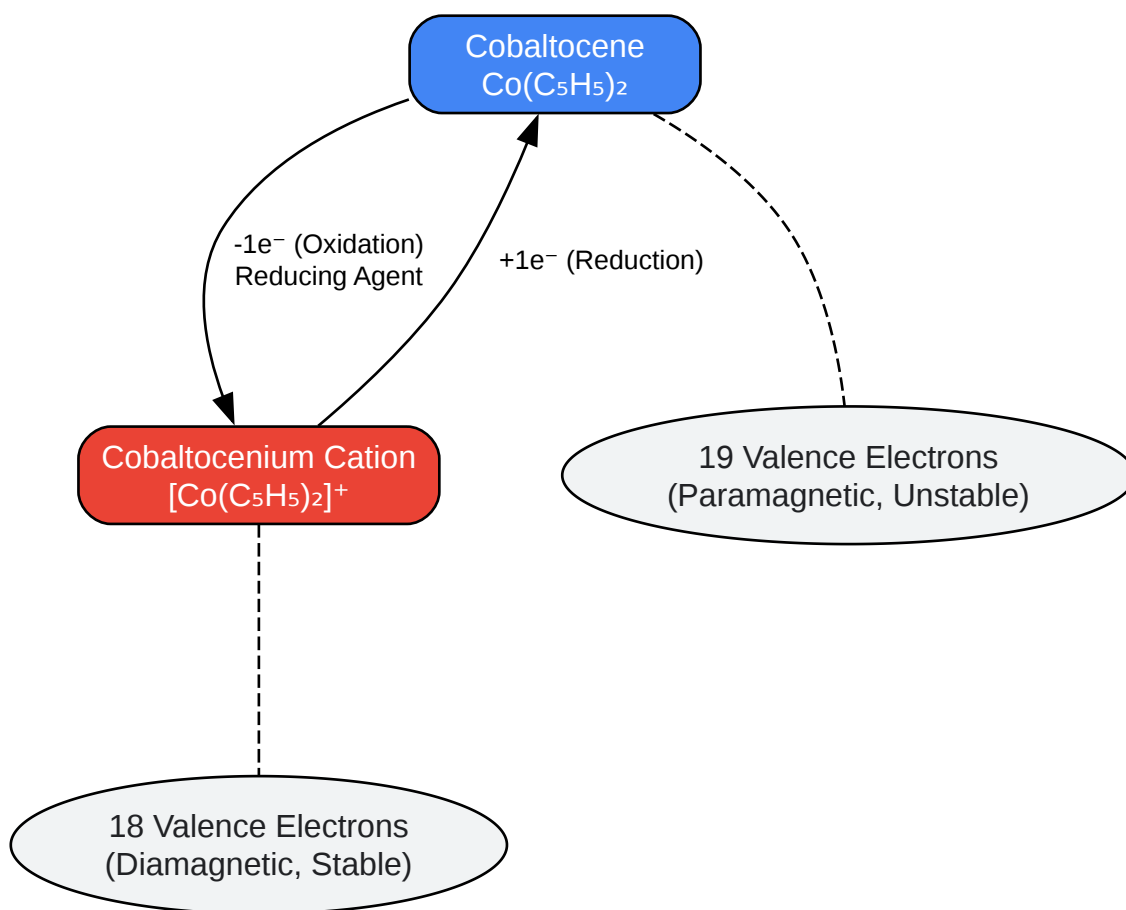 Cobaltocene
Co(C₅H₅)₂
-1e⁻ (Oxidation)
Reducing Agent
+1e⁻ (Reduction)
Cobaltocenium Cation
[Co(C₅H₅)₂]⁺
19 Valence Electrons
(Paramagnetic, Unstable)
18 Valence Electrons
(Diamagnetic, Stable)